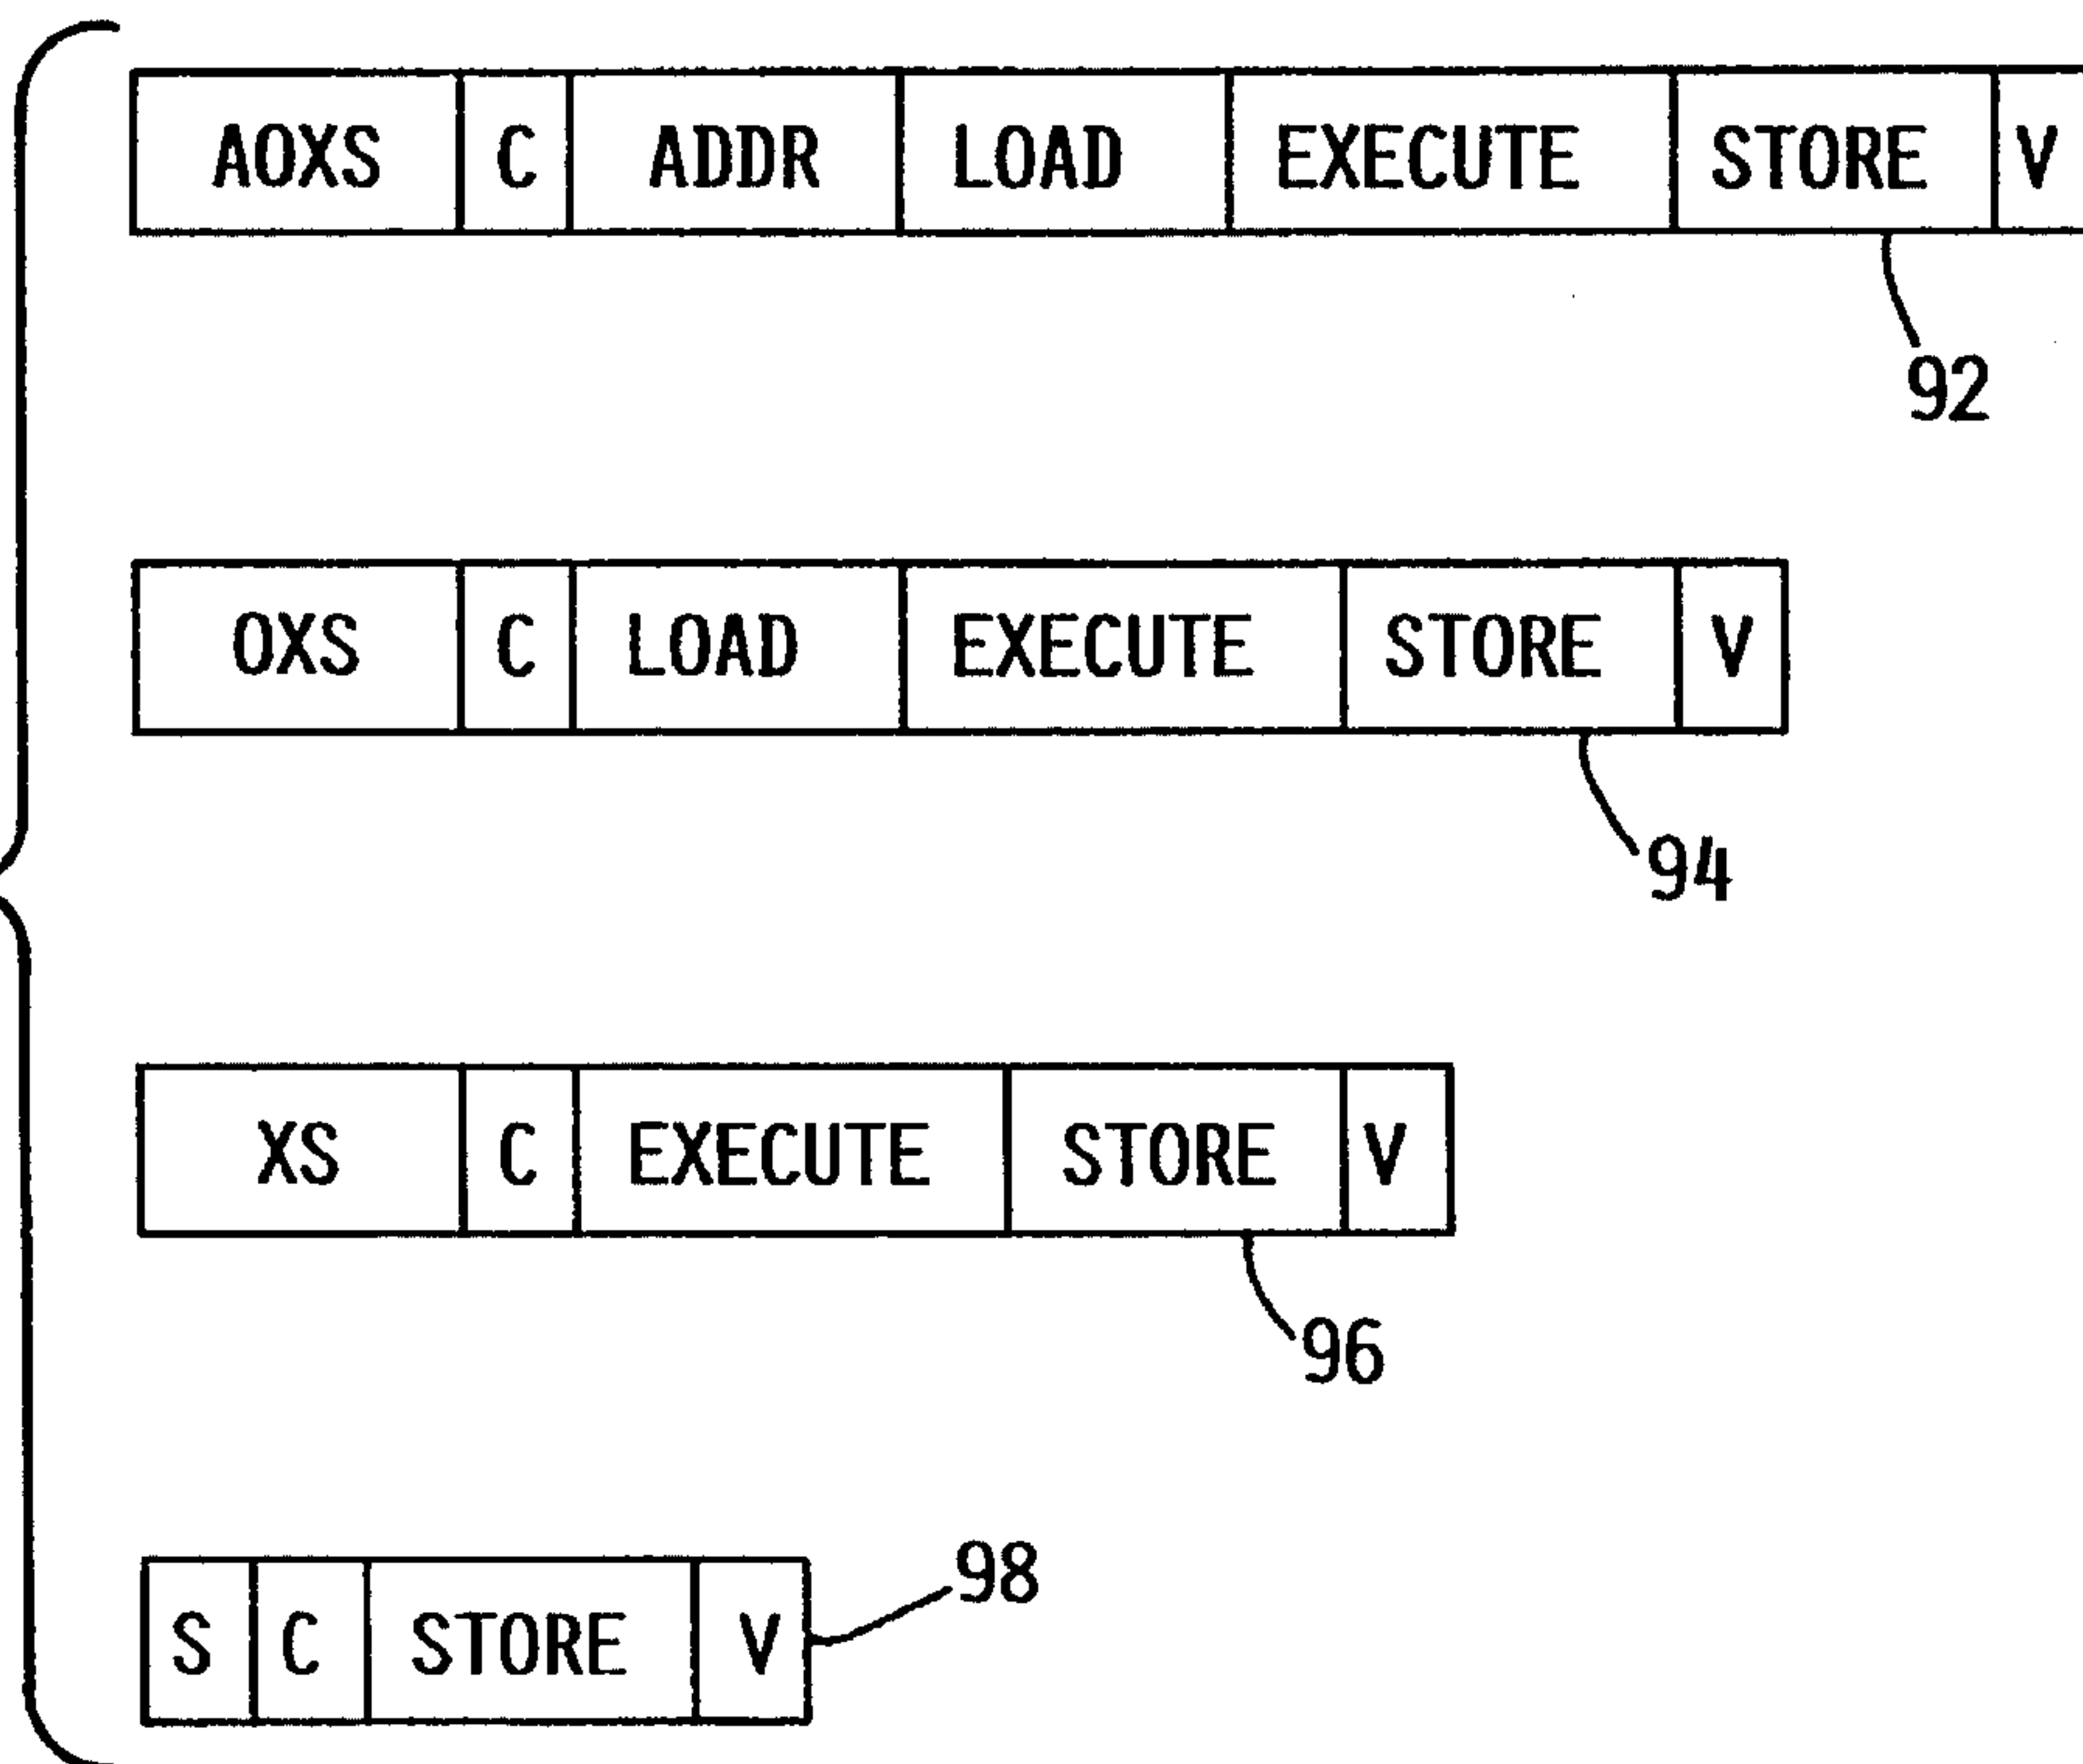 AOXS C ADDR LOAD EXECUTE STORE V
92
OXS C LOAD EXECUTE STORE V
94
XS C EXECUTE STORE V
96
98
S C STORE V